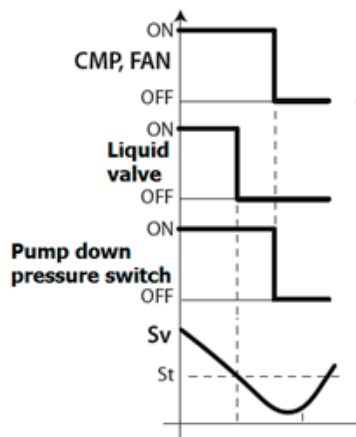 ON
CMP, FAN
OFF
ON
Liquid
valve
OFF
ON
Pump down
pressure switch
OFF
Sv
St